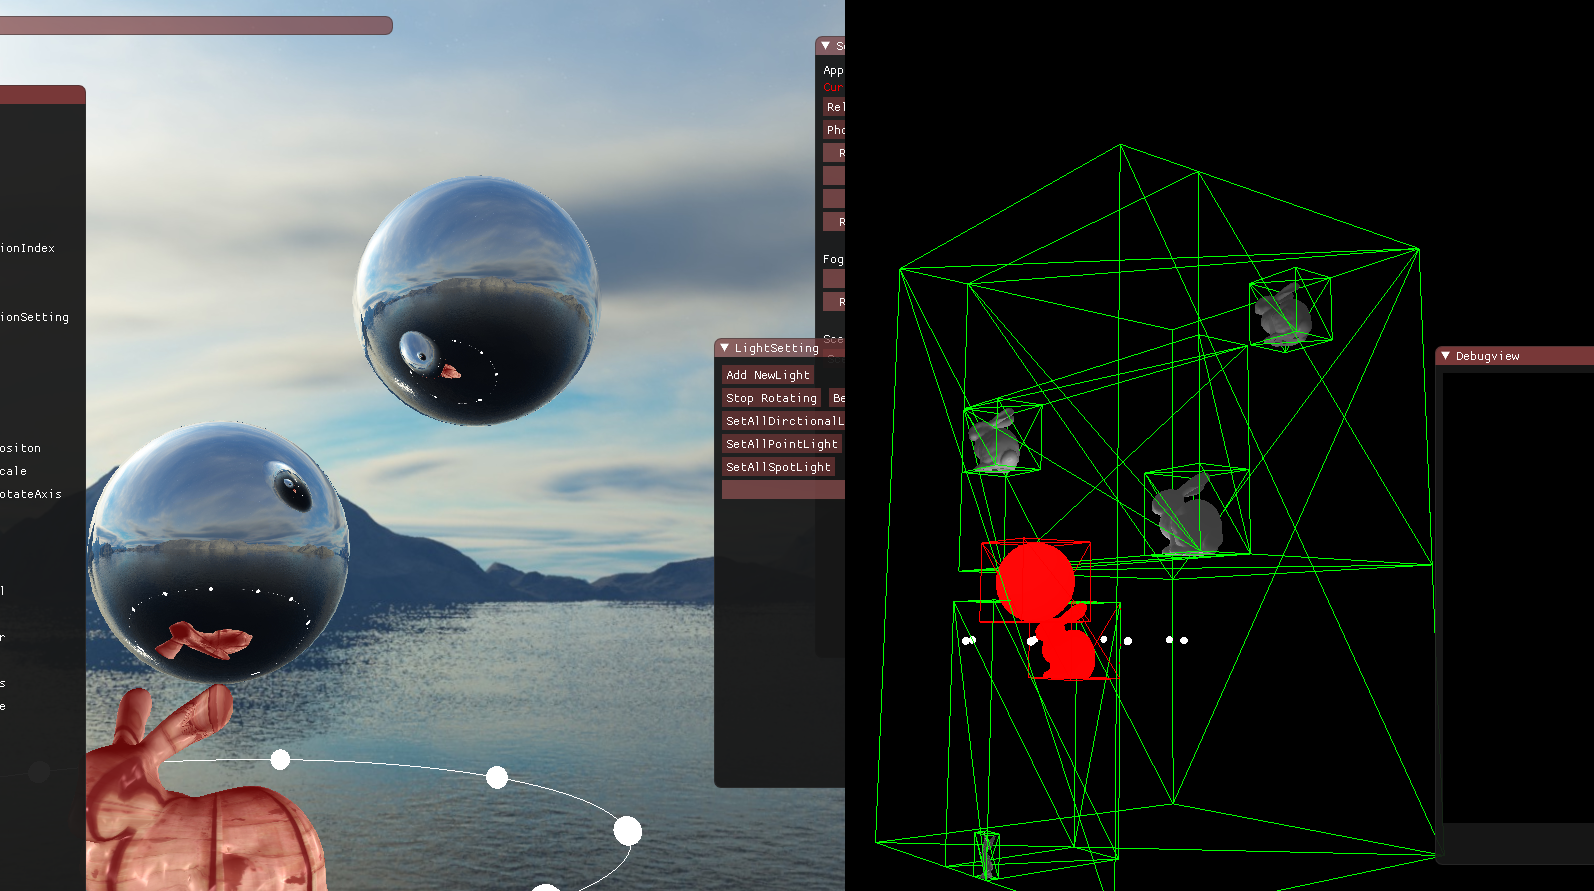 ionIndex
ionSetting
ositon
cale
otateAxis
l
r
s
e
App
Cur
Rel
Pho
R
R
Fog
R
Sce
LightSetting
Add NewLight
Stop Rotating Be
SetAllDirctionalL
SetAllPointLight
SetAllSpotLight
Debugview